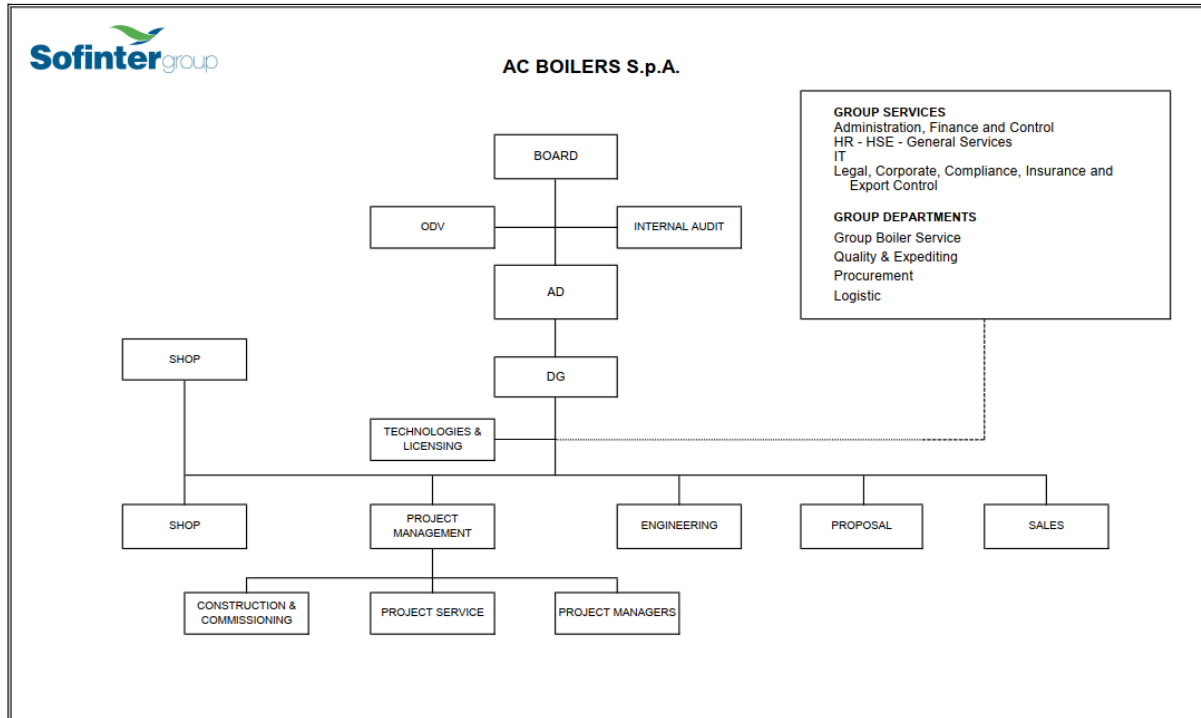 Sofintergroup
AC BOILERS S.p.A.
GROUP SERVICES
Administration, Finance and Control
HR - HSE - General Services
IT
Legal, Corporate, Compliance, Insurance and
Export Control
GROUP DEPARTMENTS
Group Boiler Service
Quality & Expediting
Procurement
Logistic
BOARD
ODV
INTERNAL AUDIT
AD
SHOP
DG
TECHNOLOGIES &
LICENSING
SHOP
PROJECT
MANAGEMENT
ENGINEERING
PROPOSAL
SALES
CONSTRUCTION &
COMMISSIONING
PROJECT SERVICE
PROJECT MANAGERS